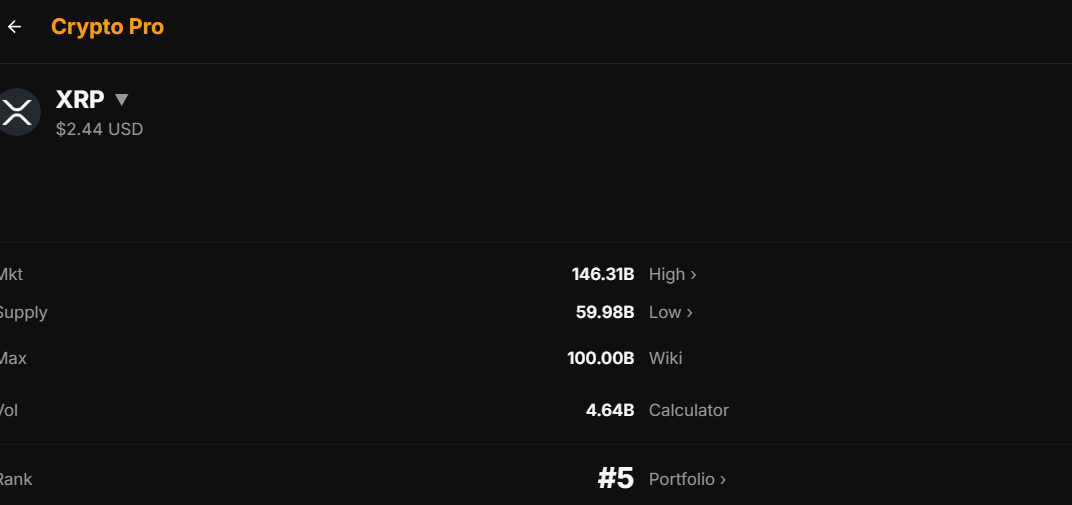 Crypto Pro
XRP ▼
$2.44 USD
Mkt 146.31B High ›
Supply 59.98B Low ›
Max 100.00B Wiki
Vol 4.64B Calculator
Rank #5 Portfolio ›